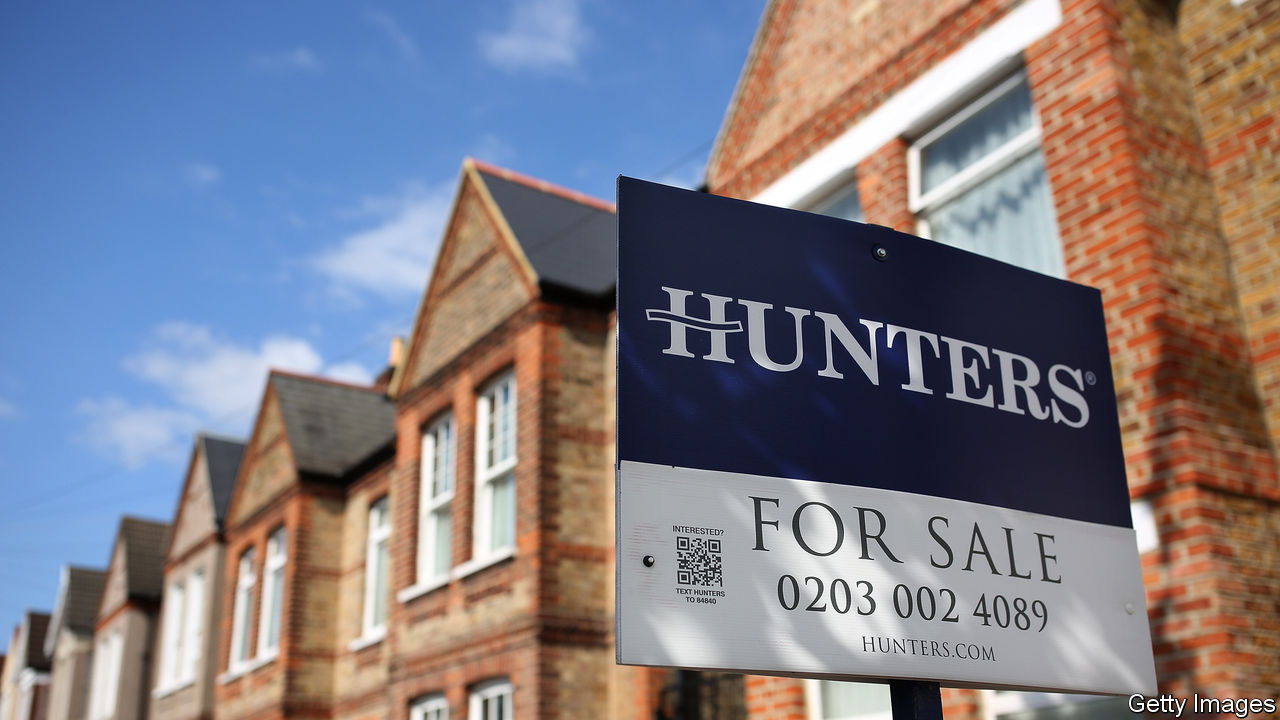 HUNTERS®
INTERESTED?
TEXT HUNTERS
TO 84840
FOR SALE
0203 002 4089
HUNTERS.COM
Getty Images